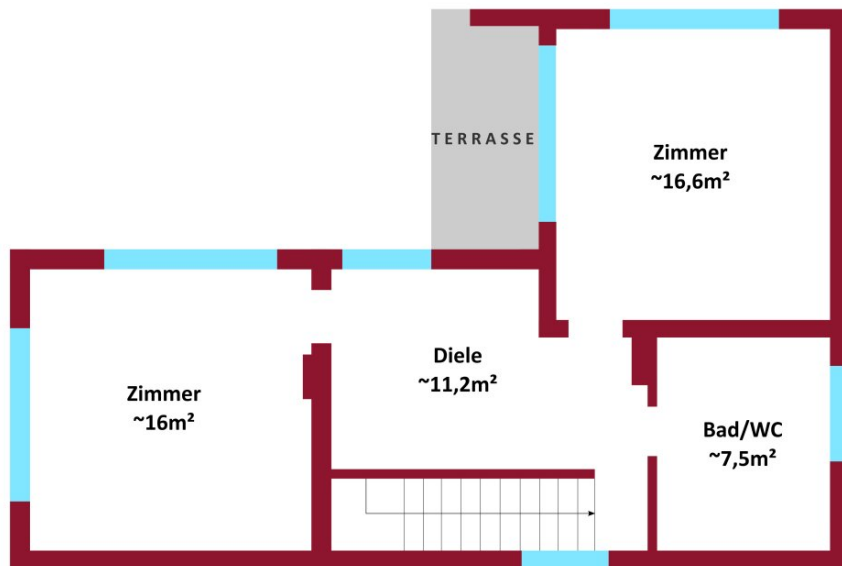 TERRASSE
Zimmer
~16,6m²
Zimmer
~16m²
Diele
~11,2m²
Bad/WC
~7,5m²